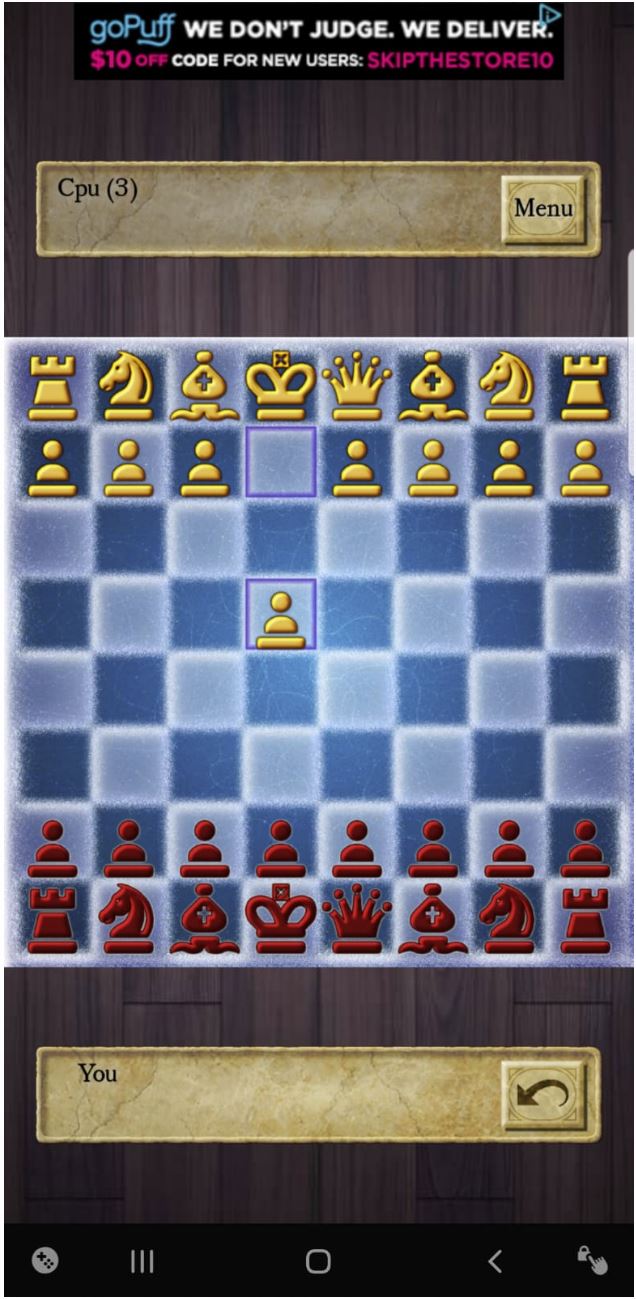 goPuff WE DON'T JUDGE. WE DELIVER.
$10 OFF CODE FOR NEW USERS: SKIPTHESTORE10
Cpu (3)
Menu
You